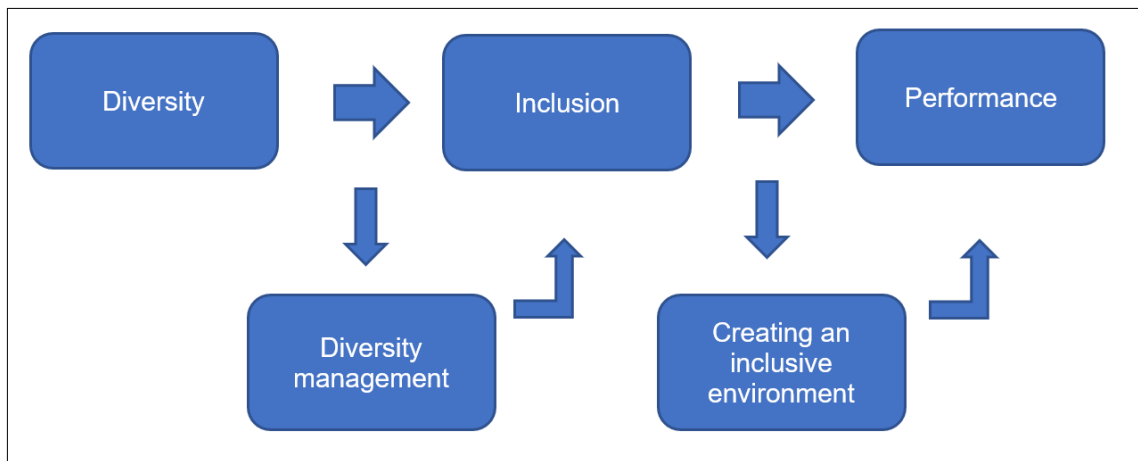 Diversity
Inclusion
Performance
Diversity
management
Creating an
inclusive
environment